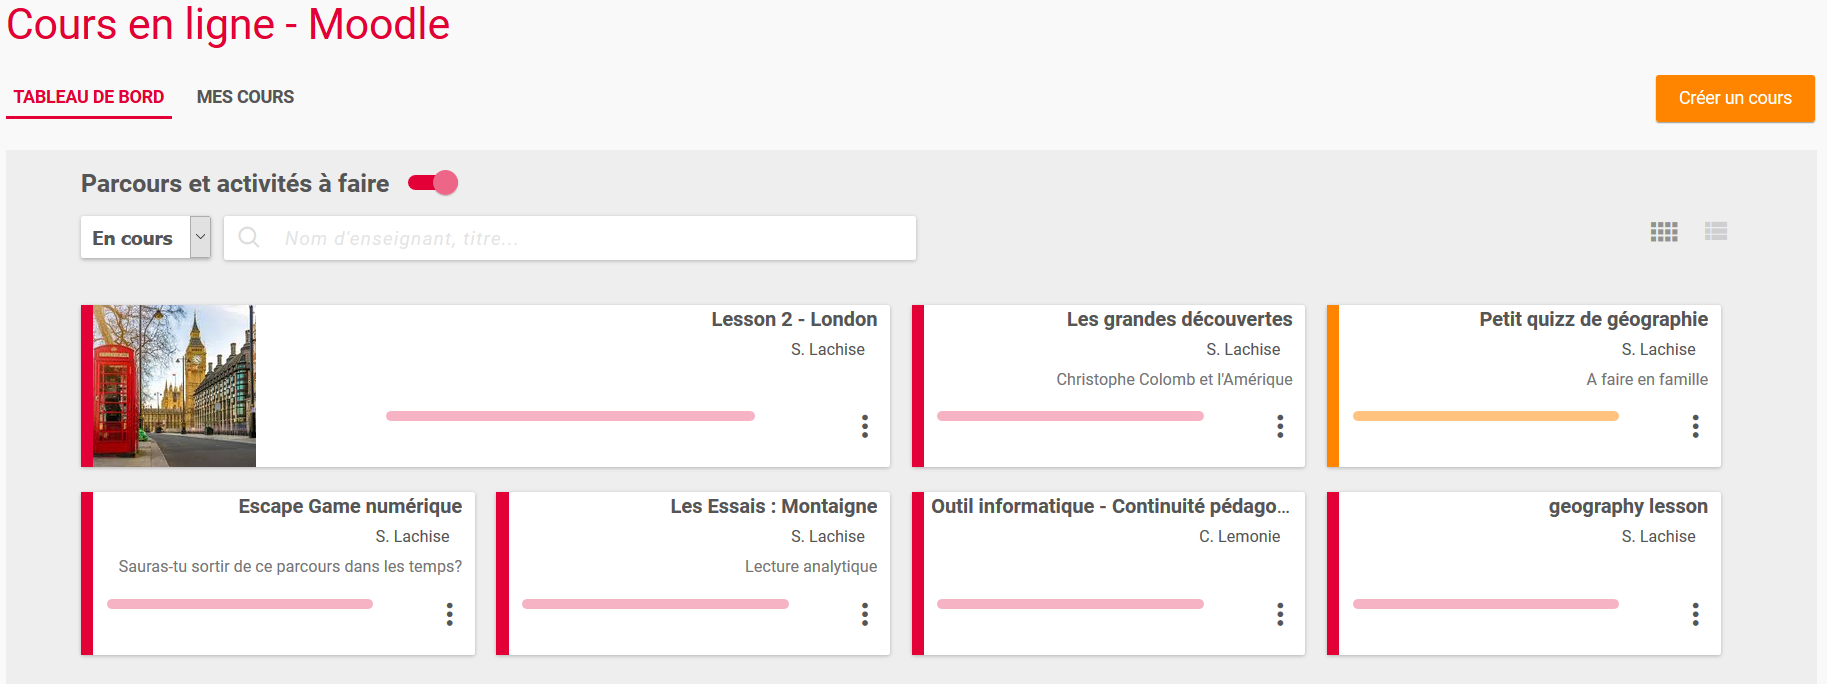 Cours en ligne - Moodle
TABLEAU DE BORD
MES COURS
Créer un cours
Parcours et activités à faire
En cours
Nom d'enseignant, titre...
Lesson 2 - London
S. Lachise
Les grandes découvertes
S. Lachise
Christophe Colomb et l'Amérique
Petit quizz de géographie
S. Lachise
A faire en famille
Escape Game numérique
S. Lachise
Sauras-tu sortir de ce parcours dans les temps?
Les Essais : Montaigne
S. Lachise
Lecture analytique
Outil informatique - Continuité pédago...
C. Lemonie
geography lesson
S. Lachise